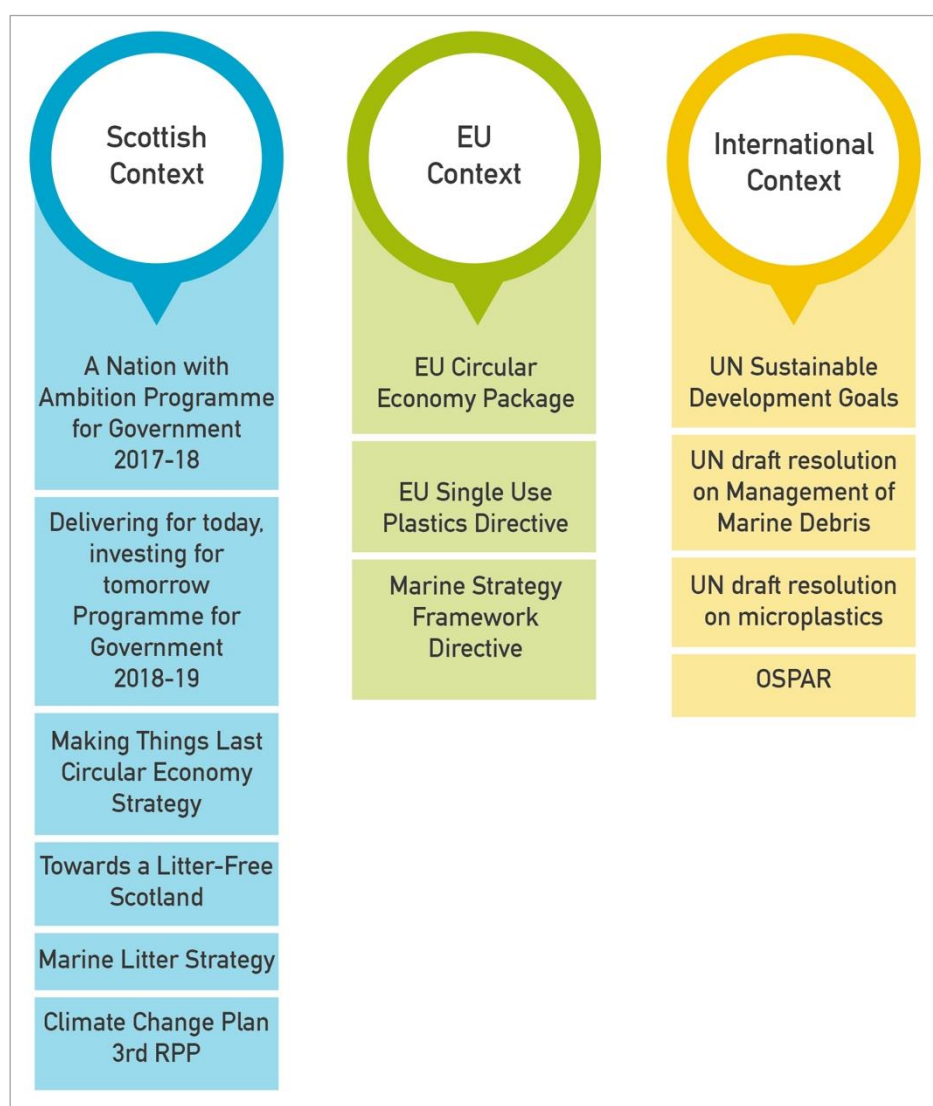 Scottish
Context
A Nation with
Ambition Programme
for Government
2017-18
Delivering for today,
investing for
tomorrow
Programme for
Government
2018-19
Making Things Last
Circular Economy
Strategy
Towards a Litter-Free
Scotland
Marine Litter Strategy
Climate Change Plan
3rd RPP
EU
Context
EU Circular
Economy Package
EU Single Use
Plastics Directive
Marine Strategy
Framework
Directive
International
Context
UN Sustainable
Development Goals
UN draft resolution
on Management of
Marine Debris
UN draft resolution
on microplastics
OSPAR